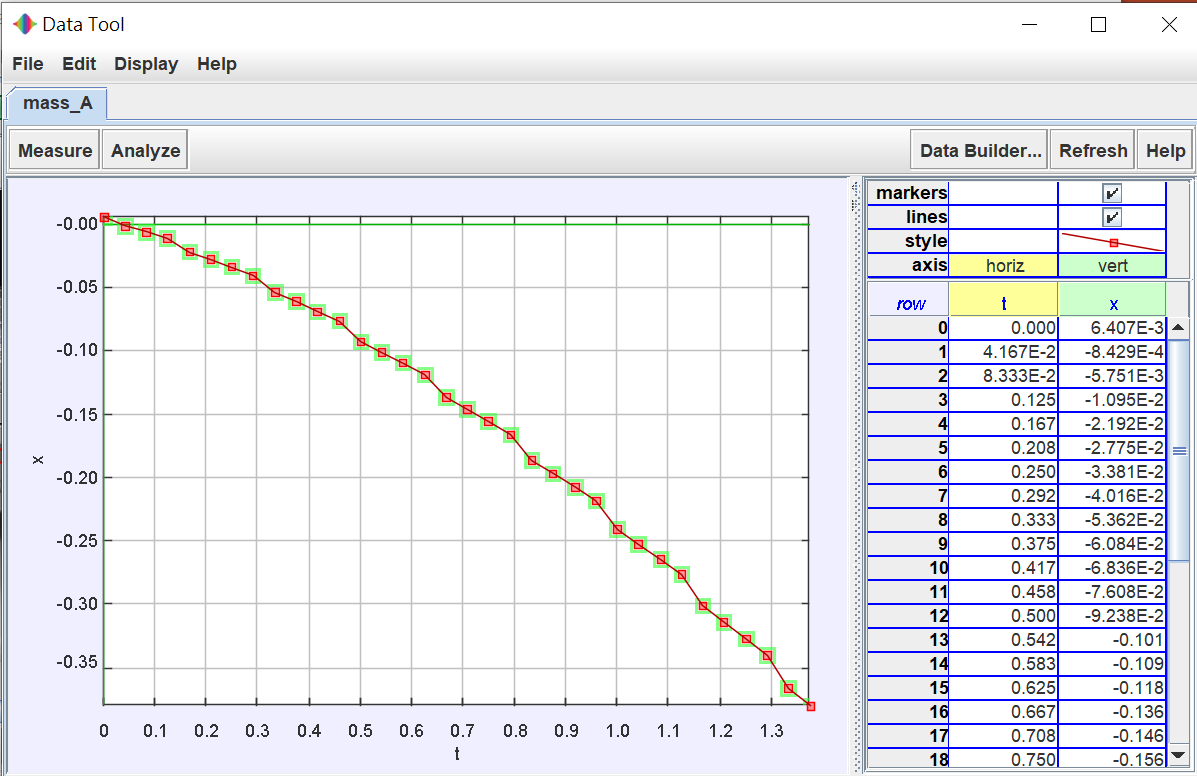 Data Tool
File Edit Display Help
mass_A
Measure Analyze Data Builder... Refresh Help
-0.00
-0.05
-0.10
-0.15
-0.20
-0.25
-0.30
-0.35
x
0 0.1 0.2 0.3 0.4 0.5 0.6 0.7 0.8 0.9 1.0 1.1 1.2 1.3
t
markers
lines
style
axis horiz vert
row t x
0 0.000 6.407E-3
1 4.167E-2 -8.429E-4
2 8.333E-2 -5.751E-3
3 0.125 -1.095E-2
4 0.167 -2.192E-2
5 0.208 -2.775E-2
6 0.250 -3.381E-2
7 0.292 -4.016E-2
8 0.333 -5.362E-2
9 0.375 -6.084E-2
10 0.417 -6.836E-2
11 0.458 -7.608E-2
12 0.500 -9.238E-2
13 0.542 -0.101
14 0.583 -0.109
15 0.625 -0.118
16 0.667 -0.136
17 0.708 -0.146
18 0.750 -0.156